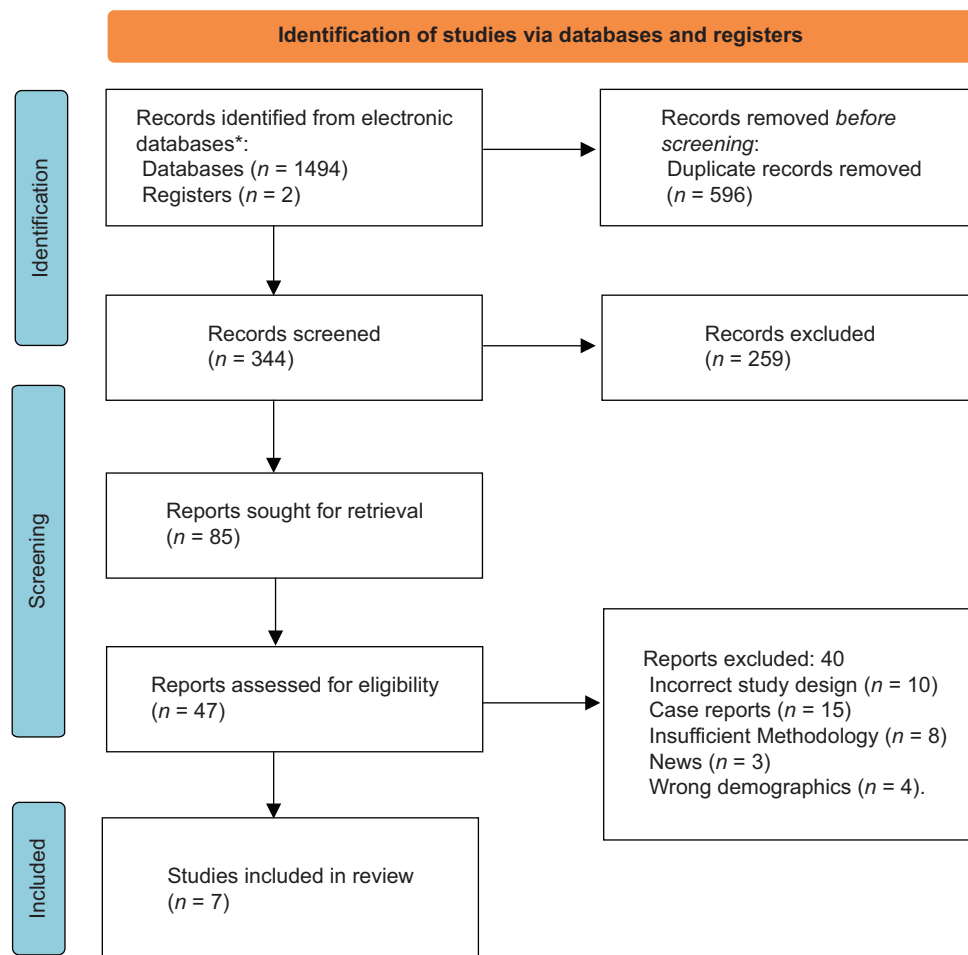 Identification of studies via databases and registers
Identification
Records identified from electronic
databases*:
Databases (n = 1494)
Registers (n = 2)
Records removed before
screening:
Duplicate records removed
(n = 596)
Records screened
(n = 344)
Records excluded
(n = 259)
Screening
Reports sought for retrieval
(n = 85)
Reports assessed for eligibility
(n = 47)
Reports excluded: 40
Incorrect study design (n = 10)
Case reports (n = 15)
Insufficient Methodology (n = 8)
News (n = 3)
Wrong demographics (n = 4).
Included
Studies included in review
(n = 7)